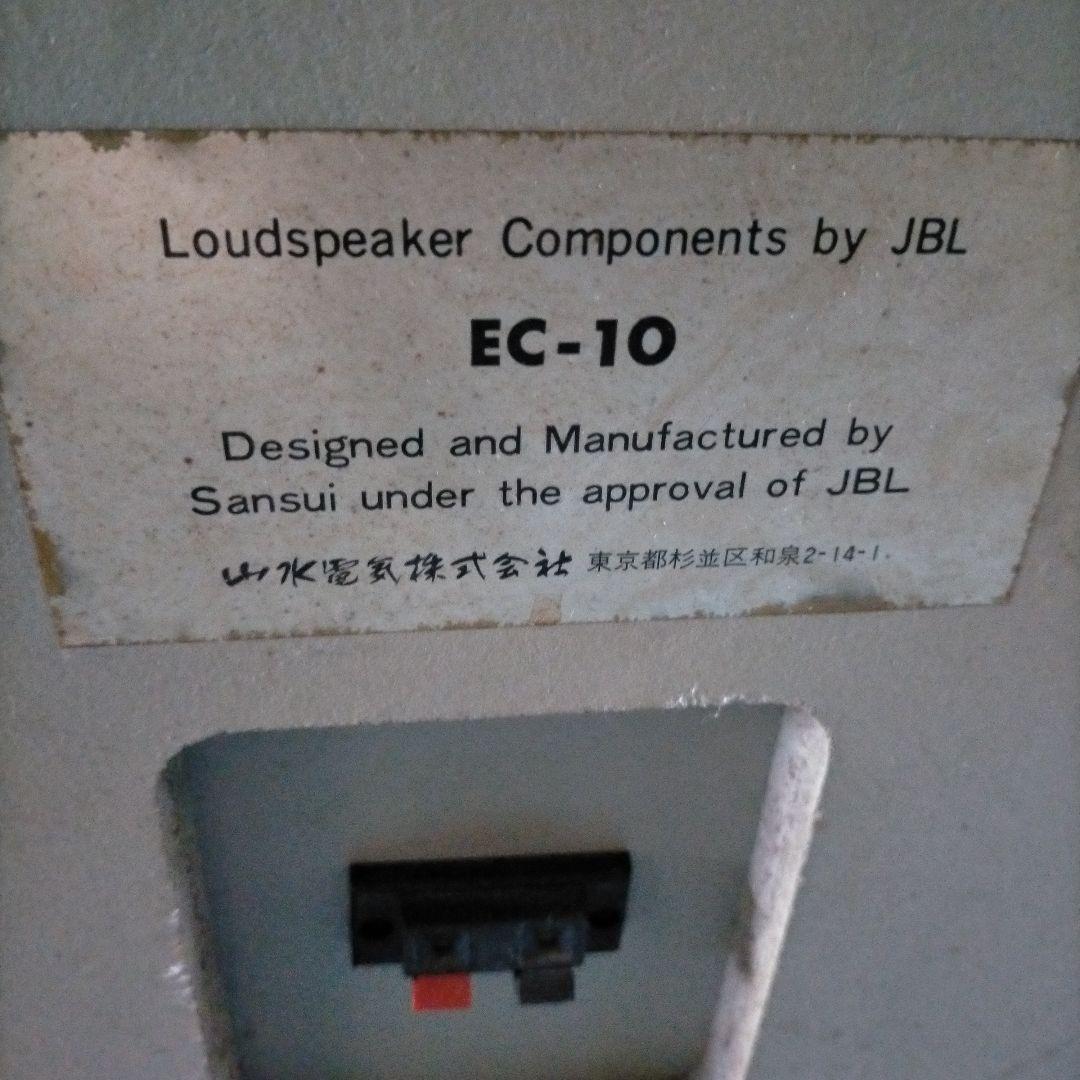 Loudspeaker Components by JBL
EC-10
Designed and Manufactured by
Sansui under the approval of JBL
山水電気株式会社 東京都杉並区和泉2-14-1